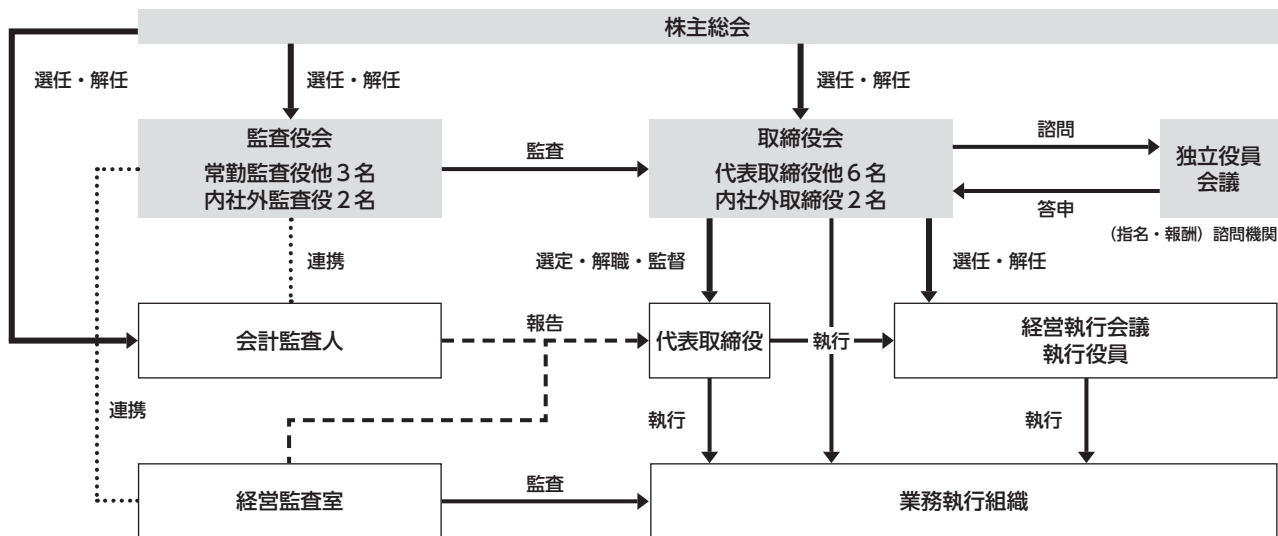 株主総会
選任・解任
選任・解任
選任・解任
監査役会
常勤監査役他3名
内社外監査役2名
監査
取締役会
代表取締役他6名
内社外取締役2名
諮問
答申
独立役員
会議
(指名・報酬)諮問機関
連携
選定・解職・監督
選任・解任
会計監査人
報告
代表取締役
執行
経営執行会議
執行役員
連携
執行
執行
経営監査室
監査
業務執行組織